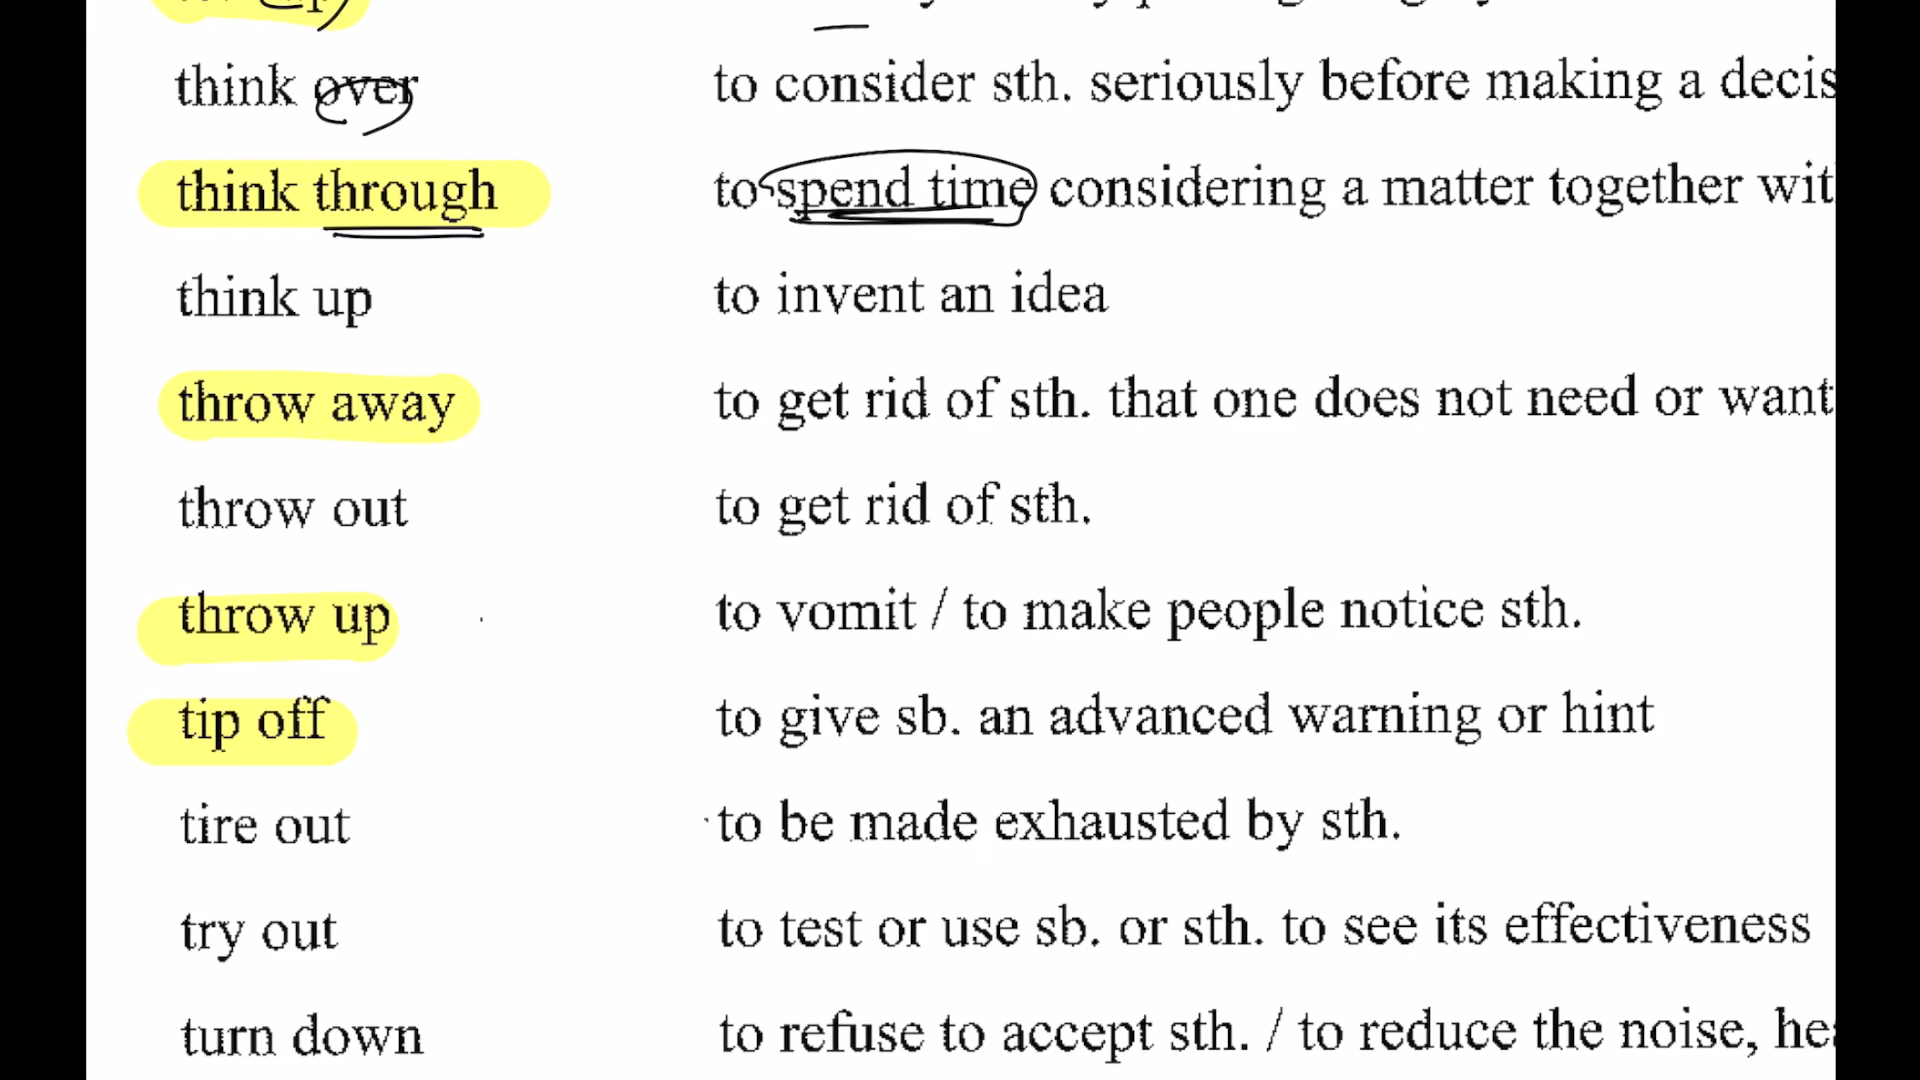 think over to consider sth. seriously before making a decis
think through to spend time considering a matter together wit
think up to invent an idea
throw away to get rid of sth. that one does not need or want
throw out to get rid of sth.
throw up to vomit / to make people notice sth.
tip off to give sb. an advanced warning or hint
tire out to be made exhausted by sth.
try out to test or use sb. or sth. to see its effectiveness
turn down to refuse to accept sth. / to reduce the noise, he